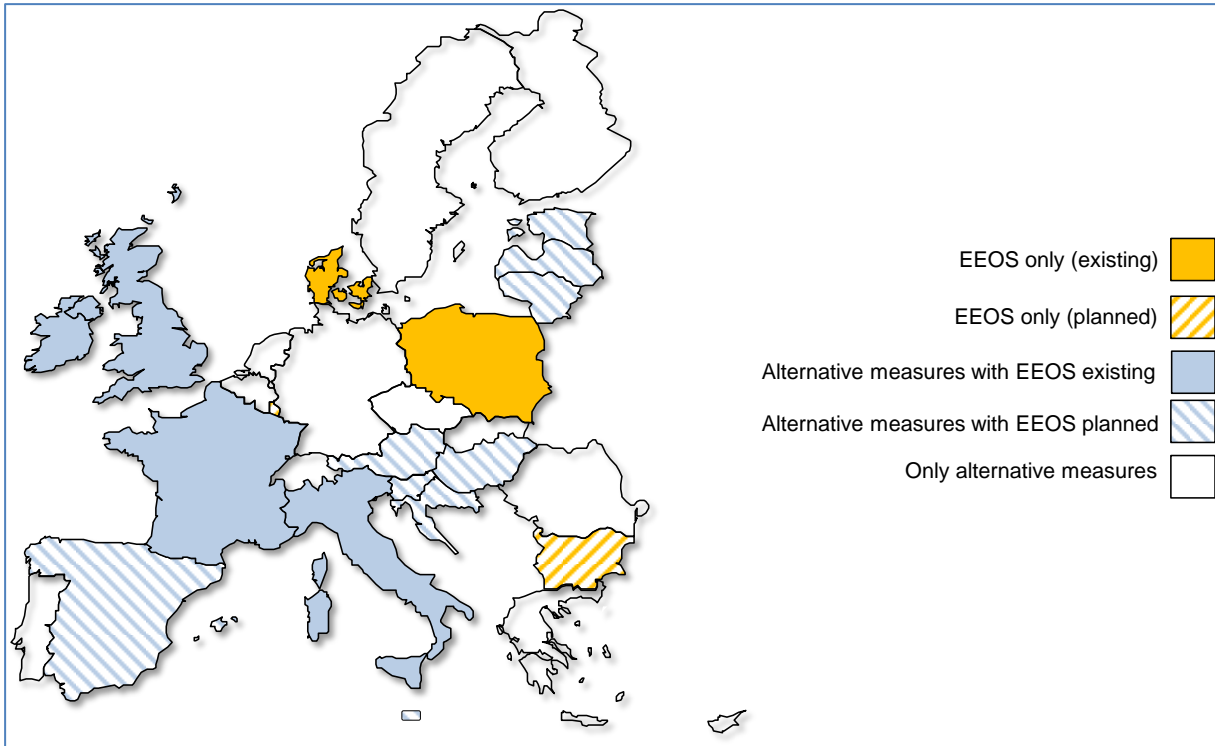 EEOS only (existing)
EEOS only (planned)
Alternative measures with EEOS existing
Alternative measures with EEOS planned
Only alternative measures